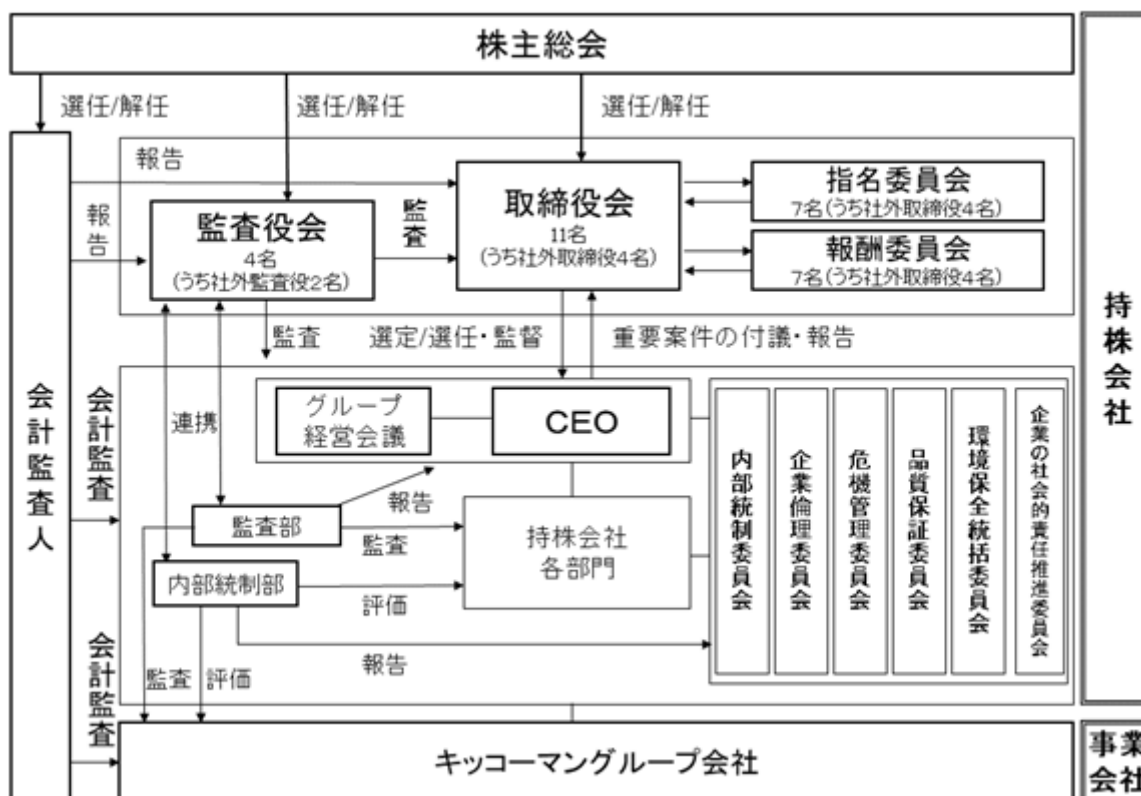 株主総会
選任/解任
選任/解任
選任/解任
報告
報告
監査役会
4名
(うち社外監査役2名)
監査
取締役会
11名
(うち社外取締役4名)
指名委員会
7名(うち社外取締役4名)
報酬委員会
7名(うち社外取締役4名)
監査
選定/選任・監督
重要案件の付議・報告
持株会社
会計監査人
会計監査
連携
グループ
経営会議
CEO
報告
監査部
監査
持株会社
各部門
内部統制部
評価
報告
内部統制委員会
企業倫理委員会
危機管理委員会
品質保証委員会
環境保全統括委員会
企業の社会的責任推進委員会
会計監査
監査
評価
キッコーマングループ会社
事業
会社